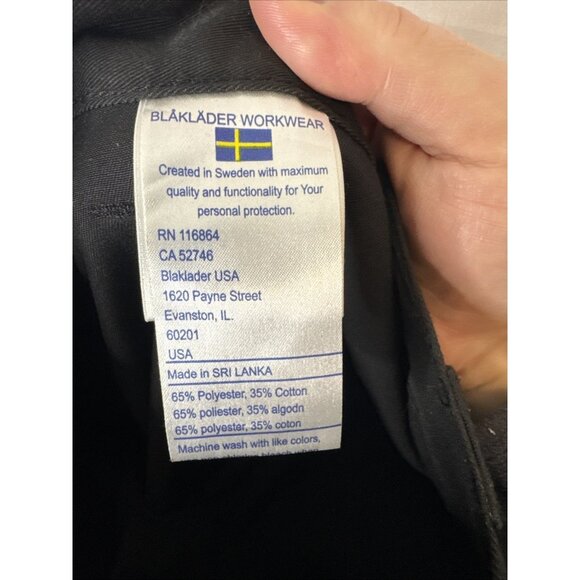 BLÅKLÄDER WORKWEAR
Created in Sweden with maximum
quality and functionality for Your
personal protection.
RN 116864
CA 52746
Blaklader USA
1620 Payne Street
Evanston, IL.
60201
USA
Made in SRI LANKA
65% Polyester, 35% Cotton
65% poliester, 35% algodn
65% polyester, 35% coton
Machine wash with like colors,